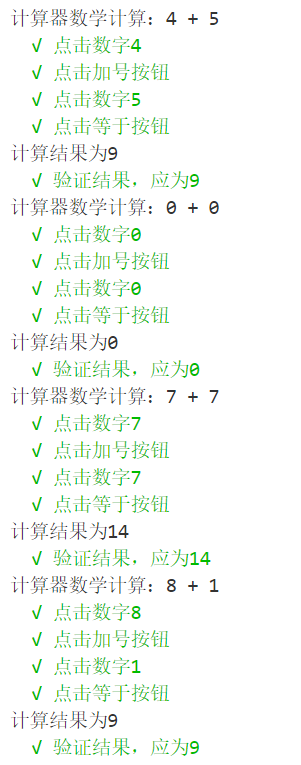 计算器数学计算: 4 + 5
√ 点击数字4
√ 点击加号按钮
√ 点击数字5
√ 点击等于按钮
计算结果为9
√ 验证结果，应为9
计算器数学计算: 0 + 0
√ 点击数字0
√ 点击加号按钮
√ 点击数字0
√ 点击等于按钮
计算结果为0
√ 验证结果，应为0
计算器数学计算: 7 + 7
√ 点击数字7
√ 点击加号按钮
√ 点击数字7
√ 点击等于按钮
计算结果为14
√ 验证结果，应为14
计算器数学计算: 8 + 1
√ 点击数字8
√ 点击加号按钮
√ 点击数字1
√ 点击等于按钮
计算结果为9
√ 验证结果，应为9